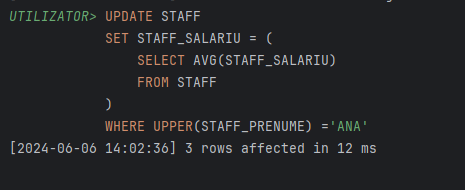 UTILIZATOR> UPDATE STAFF
SET STAFF_SALARIU = (
SELECT AVG(STAFF_SALARIU)
FROM STAFF
)
WHERE UPPER(STAFF_PRENUME) ='ANA'
[2024-06-06 14:02:36] 3 rows affected in 12 ms